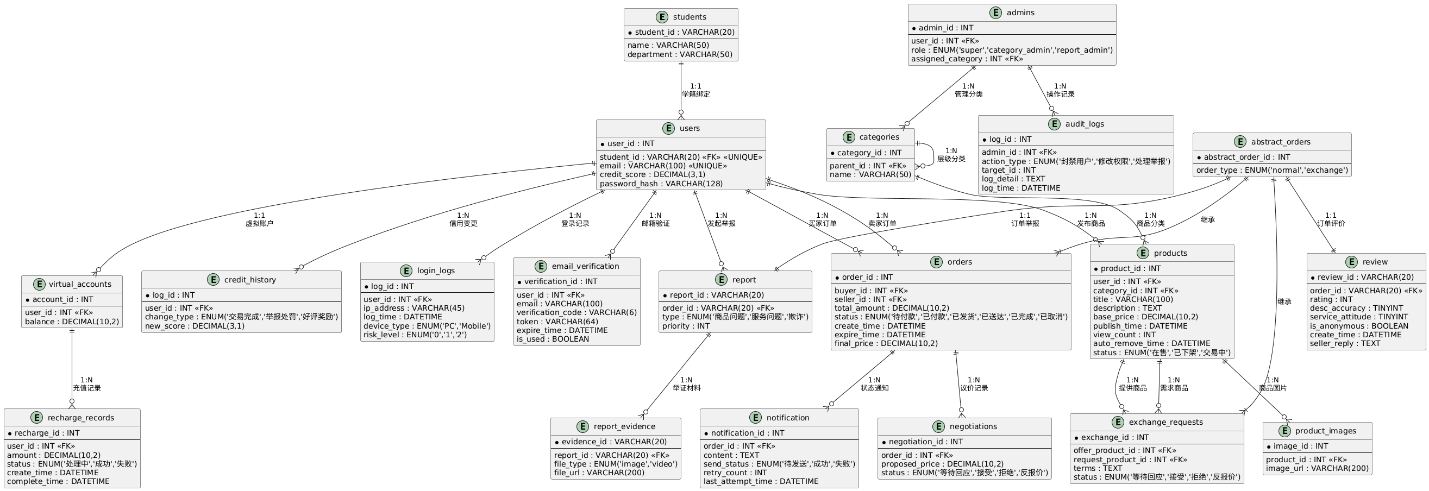 E students
student_id : VARCHAR(20)
name : VARCHAR(50)
department : VARCHAR(50)
E admins
admin_id : INT
user_id : INT «FK»
role : ENUM('super','category_admin','report_admin')
assigned_category : INT «FK»
1:1
学籍绑定
1:N
管理分类
1:N
操作记录
E users
user_id : INT
student_id : VARCHAR(20) «FK» «UNIQUE»
email : VARCHAR(100) «UNIQUE»
credit_score : DECIMAL(3,1)
password_hash : VARCHAR(128)
E categories
category_id : INT
parent_id : INT «FK»
name : VARCHAR(50)
1:N
层级分类
E audit_logs
log_id : INT
admin_id : INT «FK»
action_type : ENUM('封禁用户','修改权限','处理举报')
target_id : INT
log_detail : TEXT
log_time : DATETIME
E abstract_orders
abstract_order_id : INT
order_type : ENUM('normal','exchange')
1:1
虚拟账户
1:N
信用变更
1:N
登录记录
1:N
邮箱验证
1:N
发起举报
1:N
买家订单
1:N
卖家订单
1:1
订单举报
1:N
发布商品
1:N
商品分类
继承
1:1
订单评价
继承
E virtual_accounts
account_id : INT
user_id : INT «FK»
balance : DECIMAL(10,2)
E credit_history
log_id : INT
user_id : INT «FK»
change_type : ENUM('交易完成','举报处罚','好评奖励')
new_score : DECIMAL(3,1)
E login_logs
log_id : INT
user_id : INT «FK»
ip_address : VARCHAR(45)
log_time : DATETIME
device_type : ENUM('PC','Mobile')
risk_level : ENUM('0','1','2')
E email_verification
verification_id : INT
user_id : INT «FK»
email : VARCHAR(100)
verification_code : VARCHAR(6)
token : VARCHAR(64)
expire_time : DATETIME
is_used : BOOLEAN
E report
report_id : VARCHAR(20)
order_id : VARCHAR(20) «FK»
type : ENUM('商品问题','服务问题','欺诈')
priority : INT
E orders
order_id : INT
buyer_id : INT «FK»
seller_id : INT «FK»
total_amount : DECIMAL(10,2)
status : ENUM('待付款','已付款','已发货','已送达','已完成','已取消')
create_time : DATETIME
expire_time : DATETIME
final_price : DECIMAL(10,2)
E products
product_id : INT
user_id : INT «FK»
category_id : INT «FK»
title : VARCHAR(100)
description : TEXT
base_price : DECIMAL(10,2)
publish_time : DATETIME
view_count : INT
auto_remove_time : DATETIME
status : ENUM('在售','已下架','交易中')
E review
review_id : VARCHAR(20)
order_id : VARCHAR(20) «FK»
rating : INT
desc_accuracy : TINYINT
service_attitude : TINYINT
is_anonymous : BOOLEAN
create_time : DATETIME
seller_reply : TEXT
1:N
充值记录
1:N
举证材料
1:N
状态通知
1:N
议价记录
1:N
提供商品
1:N
需求商品
1:N
商品图片
E recharge_records
recharge_id : INT
user_id : INT «FK»
amount : DECIMAL(10,2)
status : ENUM('处理中','成功','失败')
create_time : DATETIME
complete_time : DATETIME
E report_evidence
evidence_id : VARCHAR(20)
report_id : VARCHAR(20) «FK»
file_type : ENUM('image','video')
file_url : VARCHAR(200)
E notification
notification_id : INT
order_id : INT «FK»
content : TEXT
send_status : ENUM('待发送','成功','失败')
retry_count : INT
last_attempt_time : DATETIME
E negotiations
negotiation_id : INT
order_id : INT «FK»
proposed_price : DECIMAL(10,2)
status : ENUM('等待回应','接受','拒绝','反报价')
E exchange_requests
exchange_id : INT
offer_product_id : INT «FK»
request_product_id : INT «FK»
terms : TEXT
status : ENUM('等待回应','接受','拒绝','反报价')
E product_images
image_id : INT
product_id : INT «FK»
image_url : VARCHAR(200)